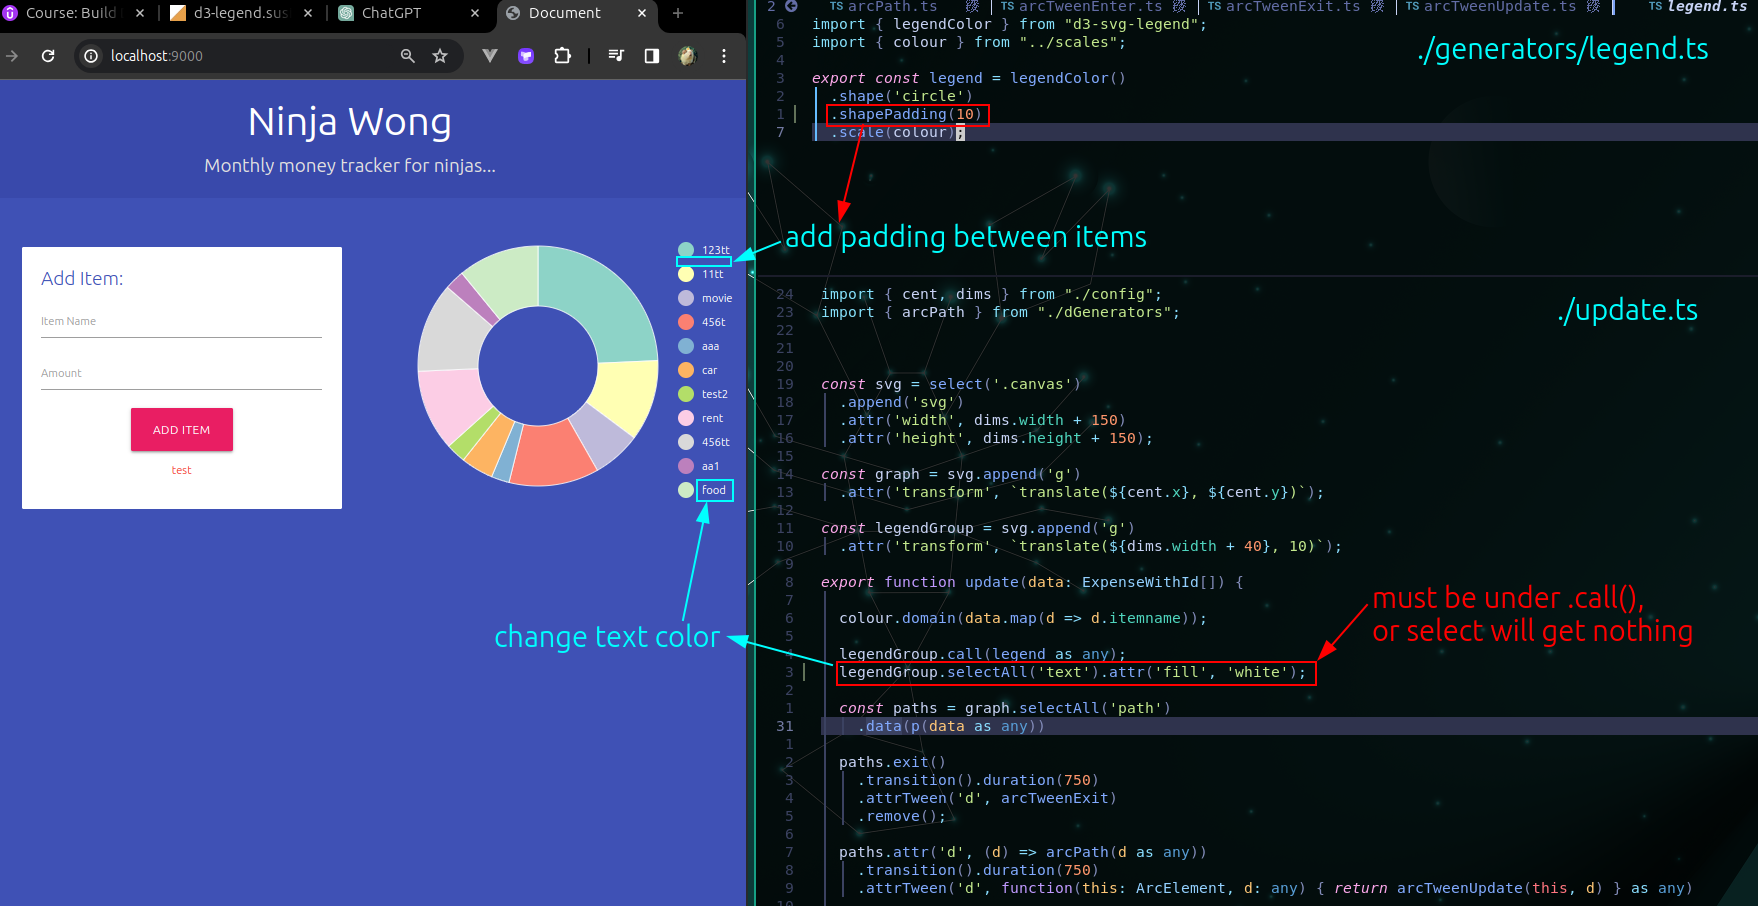 Course: Build
d3-legend.sus
ChatGPT
Document
localhost:9000
Ninja Wong
Monthly money tracker for ninjas...
Add Item:
Item Name
Amount
ADD ITEM
test
123tt
11tt
movie
456t
aaa
car
test2
rent
456tt
aa1
food
add padding between items
change text color
2 TS arcPath.ts TS arcTweenEnter.ts TS arcTweenExit.ts TS arcTweenUpdate.ts TS legend.ts
6 import { legendColor } from "d3-svg-legend";
5 import { colour } from "../scales";
4
3 export const legend = legendColor()
2 .shape('circle')
1 .shapePadding(10)
7 .scale(colour);
./generators/legend.ts
24 import { cent, dims } from "./config";
23 import { arcPath } from "./dGenerators";
22
21
20
19 const svg = select('.canvas')
18 .append('svg')
17 .attr('width', dims.width + 150)
16 .attr('height', dims.height + 150);
15
14 const graph = svg.append('g')
13 .attr('transform', `translate(${cent.x}, ${cent.y})`);
12
11 const legendGroup = svg.append('g')
10 .attr('transform', `translate(${dims.width + 40}, 10)`);
9
8 export function update(data: ExpenseWithId[]) {
7
6 colour.domain(data.map(d => d.itemname));
5
4 legendGroup.call(legend as any);
3 legendGroup.selectAll('text').attr('fill', 'white');
2
1 const paths = graph.selectAll('path')
31 .data(p(data as any))
1
2 paths.exit()
3 .transition().duration(750)
4 .attrTween('d', arcTweenExit)
5 .remove();
6
7 paths.attr('d', (d) => arcPath(d as any))
8 .transition().duration(750)
9 .attrTween('d', function(this: ArcElement, d: any) { return arcTweenUpdate(this, d) } as any)
10
./update.ts
must be under .call(),
or select will get nothing